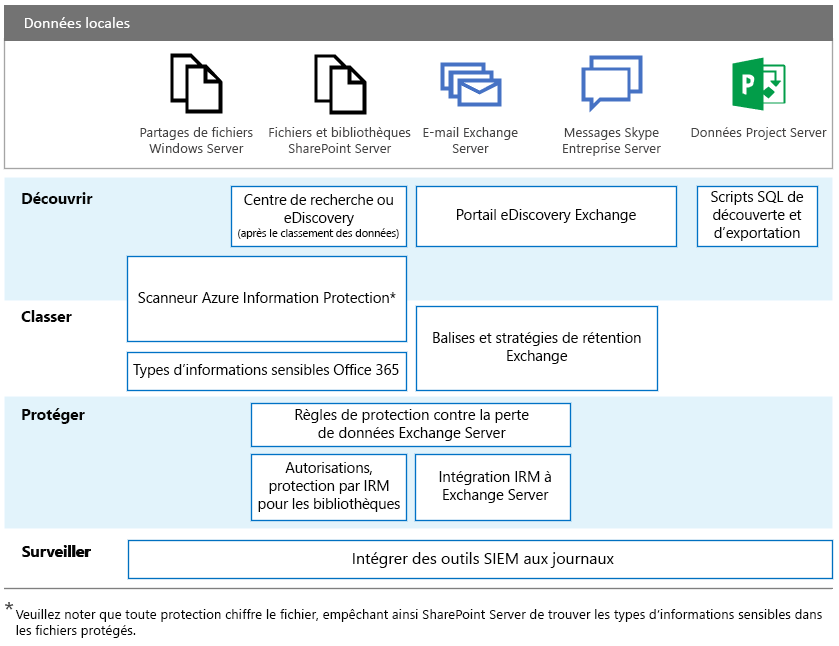 Données locales
Partages de fichiers
Windows Server
Fichiers et bibliothèques
SharePoint Server
E-mail Exchange
Server
Messages Skype
Entreprise Server
P
Données Project Server
Découvrir
Centre de recherche ou
eDiscovery
(après le classement des données)
Portail eDiscovery Exchange
Scripts SQL de
découverte et
d’exportation
Scanneur Azure Information Protection*
Classer
Balises et stratégies de rétention
Exchange
Types d’informations sensibles Office 365
Protéger
Règles de protection contre la perte
de données Exchange Server
Autorisations,
protection par IRM
pour les bibliothèques
Intégration IRM à
Exchange Server
Surveiller
Intégrer des outils SIEM aux journaux
* Veuillez noter que toute protection chiffre le fichier, empêchant ainsi SharePoint Server de trouver les types d’informations sensibles dans
les fichiers protégés.